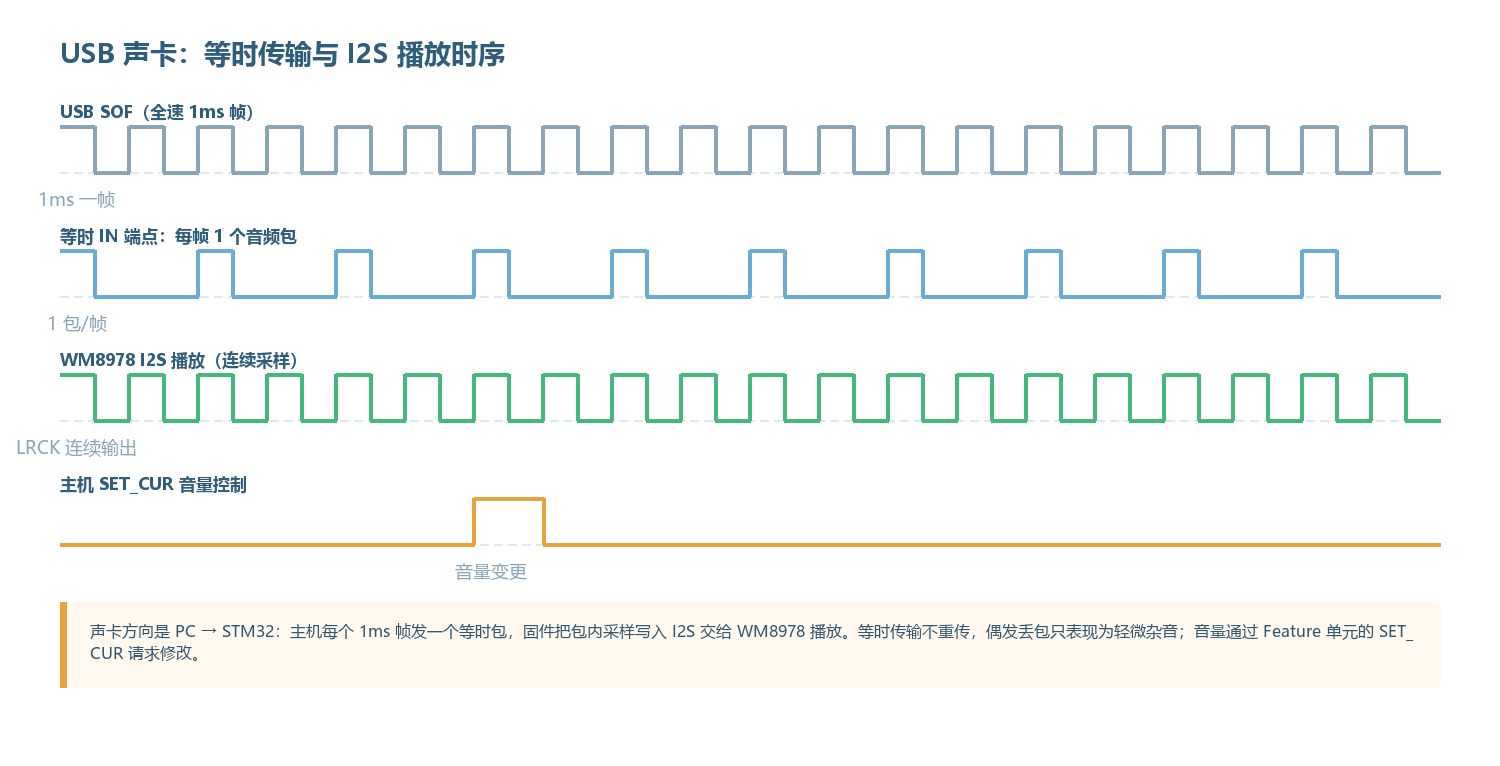 USB 声卡：等时传输与 I2S 播放时序
USB SOF（全速 1ms 帧）
1ms 一帧
等时 IN 端点：每帧 1 个音频包
1 包/帧
WM8978 I2S 播放（连续采样）
LRCK 连续输出
主机 SET_CUR 音量控制
音量变更
声卡方向是 PC → STM32：主机每个 1ms 帧发一个等时包，固件把包内采样写入 I2S 交给 WM8978 播放。等时传输不重传，偶发丢包只表现为轻微杂音；音量通过 Feature 单元的 SET_
CUR 请求修改。